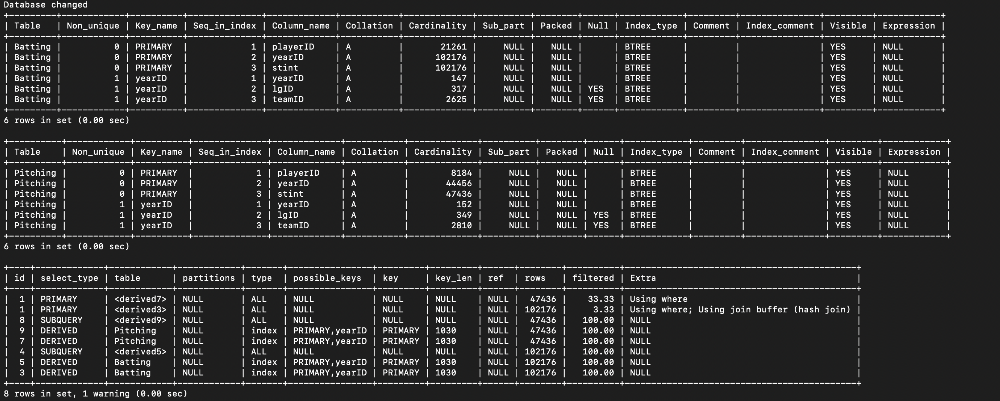 Database changed
+---------+------------+----------+--------------+-------------+-----------+-------------+----------+--------+------+------------+---------+---------------+---------+------------+
| Table   | Non_unique | Key_name | Seq_in_index | Column_name | Collation | Cardinality | Sub_part | Packed | Null | Index_type | Comment | Index_comment | Visible | Expression |
+---------+------------+----------+--------------+-------------+-----------+-------------+----------+--------+------+------------+---------+---------------+---------+------------+
| Batting |          0 | PRIMARY  |            1 | playerID    | A         |       21261 |     NULL |   NULL |      | BTREE      |         |               | YES     | NULL       |
| Batting |          0 | PRIMARY  |            2 | yearID      | A         |      102176 |     NULL |   NULL |      | BTREE      |         |               | YES     | NULL       |
| Batting |          0 | PRIMARY  |            3 | stint       | A         |      102176 |     NULL |   NULL |      | BTREE      |         |               | YES     | NULL       |
| Batting |          1 | yearID   |            1 | yearID      | A         |         147 |     NULL |   NULL |      | BTREE      |         |               | YES     | NULL       |
| Batting |          1 | yearID   |            2 | lgID        | A         |         317 |     NULL |   NULL | YES  | BTREE      |         |               | YES     | NULL       |
| Batting |          1 | yearID   |            3 | teamID      | A         |        2625 |     NULL |   NULL | YES  | BTREE      |         |               | YES     | NULL       |
+---------+------------+----------+--------------+-------------+-----------+-------------+----------+--------+------+------------+---------+---------------+---------+------------+
6 rows in set (0.00 sec)

+----------+------------+----------+--------------+-------------+-----------+-------------+----------+--------+------+------------+---------+---------------+---------+------------+
| Table    | Non_unique | Key_name | Seq_in_index | Column_name | Collation | Cardinality | Sub_part | Packed | Null | Index_type | Comment | Index_comment | Visible | Expression |
+----------+------------+----------+--------------+-------------+-----------+-------------+----------+--------+------+------------+---------+---------------+---------+------------+
| Pitching |          0 | PRIMARY  |            1 | playerID    | A         |        8184 |     NULL |   NULL |      | BTREE      |         |               | YES     | NULL       |
| Pitching |          0 | PRIMARY  |            2 | yearID      | A         |       44456 |     NULL |   NULL |      | BTREE      |         |               | YES     | NULL       |
| Pitching |          0 | PRIMARY  |            3 | stint       | A         |       47436 |     NULL |   NULL |      | BTREE      |         |               | YES     | NULL       |
| Pitching |          1 | yearID   |            1 | yearID      | A         |         152 |     NULL |   NULL |      | BTREE      |         |               | YES     | NULL       |
| Pitching |          1 | yearID   |            2 | lgID        | A         |         349 |     NULL |   NULL | YES  | BTREE      |         |               | YES     | NULL       |
| Pitching |          1 | yearID   |            3 | teamID      | A         |        2810 |     NULL |   NULL | YES  | BTREE      |         |               | YES     | NULL       |
+----------+------------+----------+--------------+-------------+-----------+-------------+----------+--------+------+------------+---------+---------------+---------+------------+
6 rows in set (0.00 sec)

+----+-------------+------------+------------+-------+----------------+---------+---------+------+--------+----------+--------------------------------------------+
| id | select_type | table      | partitions | type  | possible_keys  | key     | key_len | ref  | rows   | filtered | Extra                                      |
+----+-------------+------------+------------+-------+----------------+---------+---------+------+--------+----------+--------------------------------------------+
|  1 | PRIMARY     | <derived7> | NULL       | ALL   | NULL           | NULL    | NULL    | NULL |  47436 |    33.33 | Using where                                |
|  1 | PRIMARY     | <derived3> | NULL       | ALL   | NULL           | NULL    | NULL    | NULL | 102176 |     3.33 | Using where; Using join buffer (hash join) |
|  8 | SUBQUERY    | <derived9> | NULL       | ALL   | NULL           | NULL    | NULL    | NULL |  47436 |   100.00 | NULL                                       |
|  9 | DERIVED     | Pitching   | NULL       | index | PRIMARY,yearID | PRIMARY | 1030    | NULL |  47436 |   100.00 | NULL                                       |
|  7 | DERIVED     | Pitching   | NULL       | index | PRIMARY,yearID | PRIMARY | 1030    | NULL |  47436 |   100.00 | NULL                                       |
|  4 | SUBQUERY    | <derived5> | NULL       | ALL   | NULL           | NULL    | NULL    | NULL | 102176 |   100.00 | NULL                                       |
|  5 | DERIVED     | Batting    | NULL       | index | PRIMARY,yearID | PRIMARY | 1030    | NULL | 102176 |   100.00 | NULL                                       |
|  3 | DERIVED     | Batting    | NULL       | index | PRIMARY,yearID | PRIMARY | 1030    | NULL | 102176 |   100.00 | NULL                                       |
+----+-------------+------------+------------+-------+----------------+---------+---------+------+--------+----------+--------------------------------------------+
8 rows in set, 1 warning (0.00 sec)